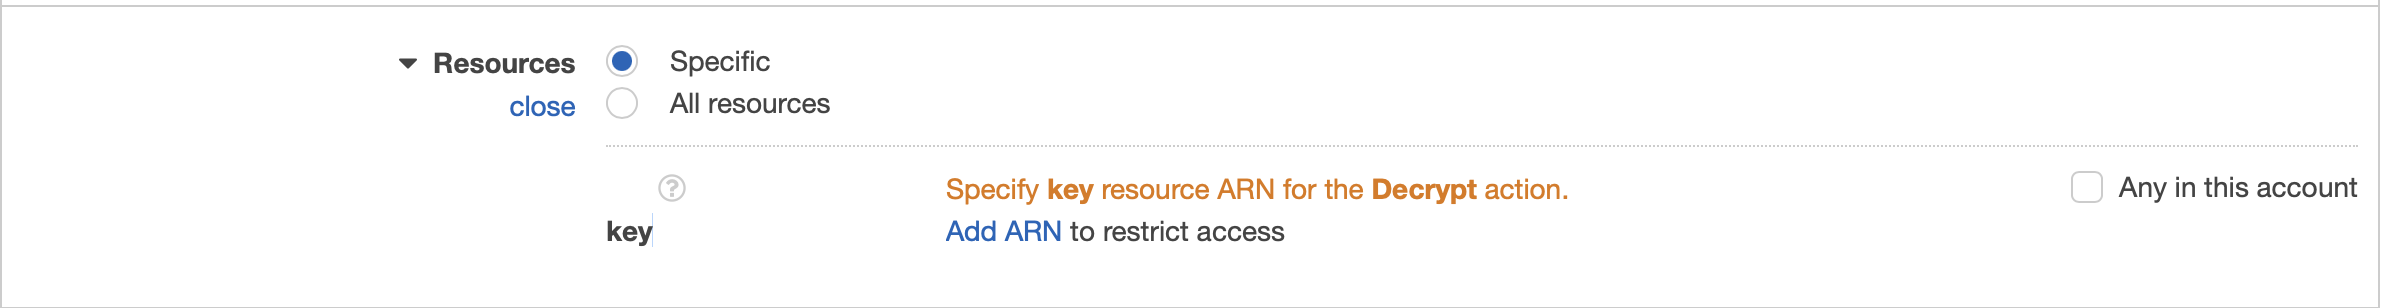 Resources
Specific
close
All resources
?
Specify key resource ARN for the Decrypt action.
Any in this account
key
Add ARN to restrict access